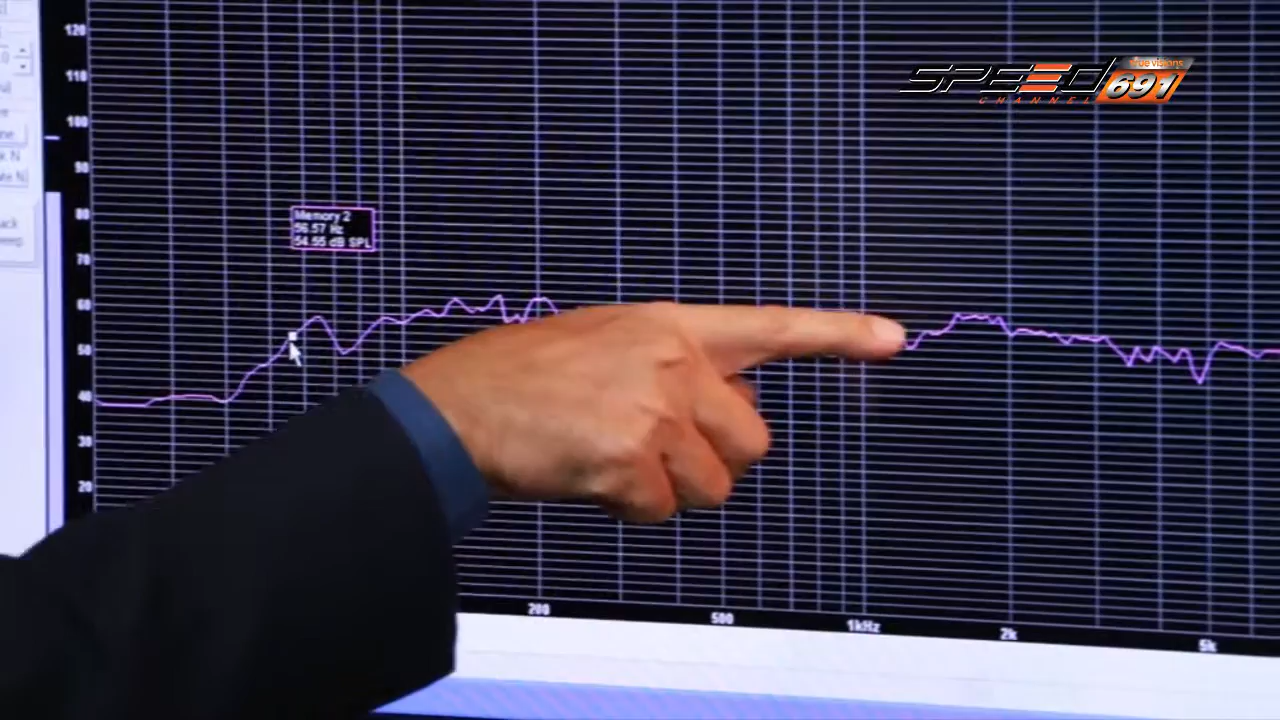 SPEED
true visions
691
CHANNEL
120
110
100
90
80
Memory 2
56.57 Hz
54.55 dB SPL
70
60
50
40
30
20
200
500
1kHz
2k
5k